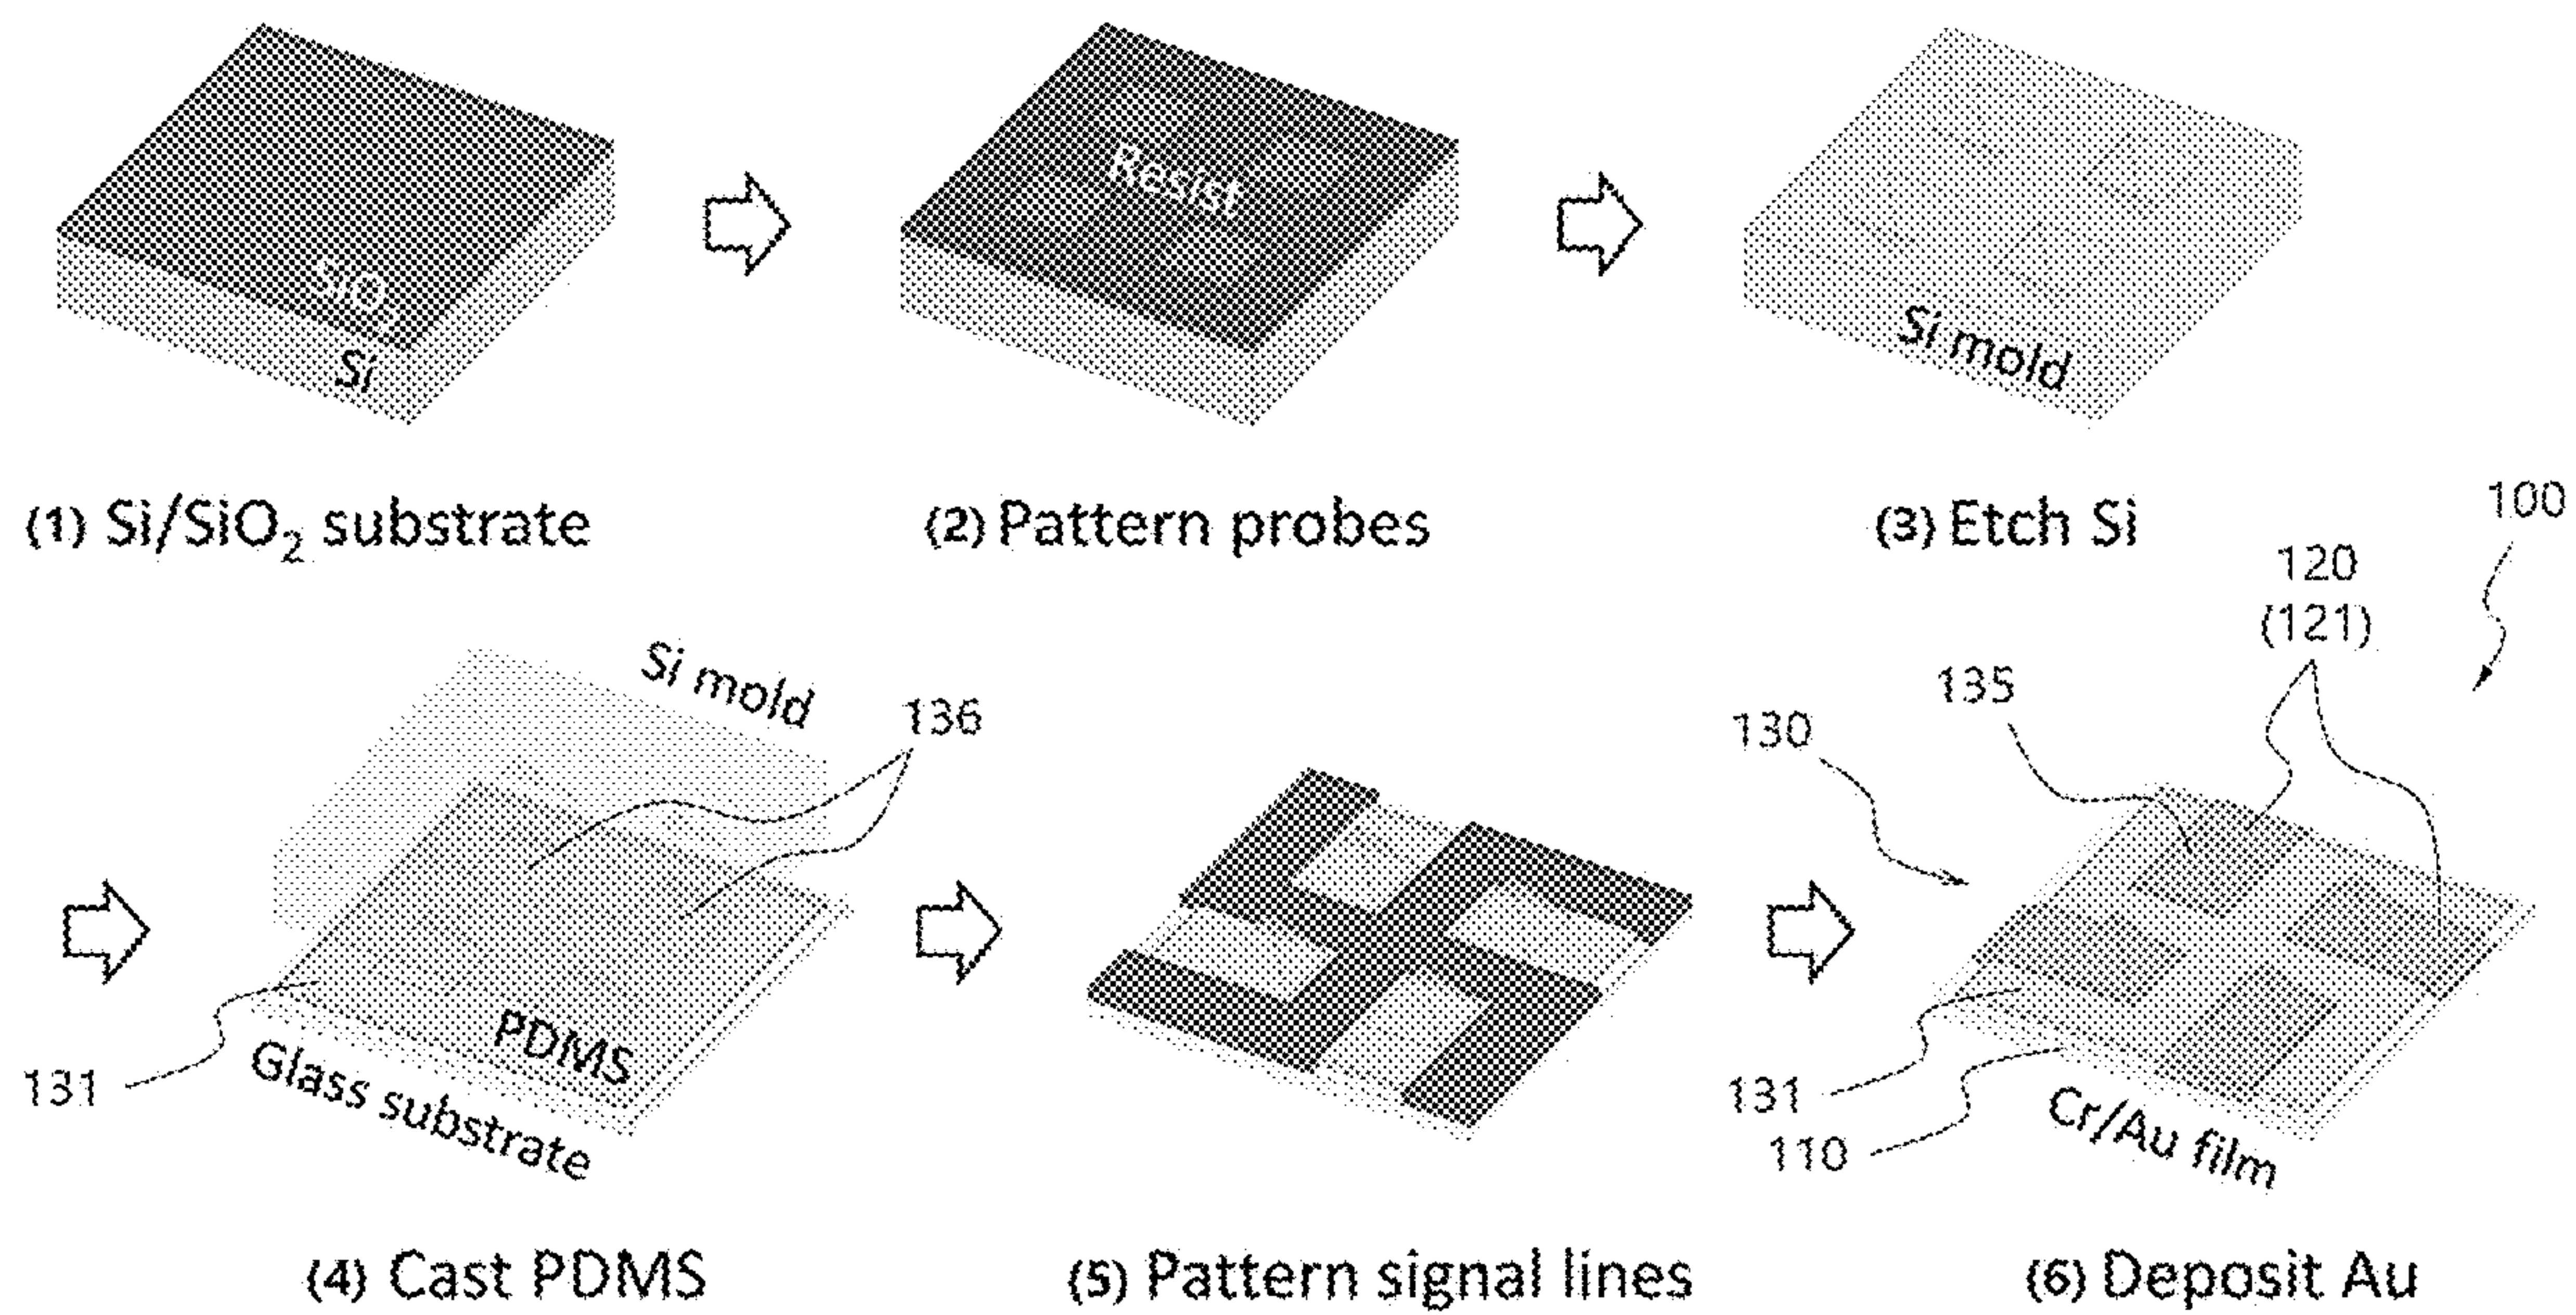 Resist
SiO₂
Si
Si mold
(1) Si/SiO₂ substrate
(2) Pattern probes
(3) Etch Si
100
120
(121)
135
130
Si mold
136
131
PDMS
Glass substrate
131
110
Cr/Au film
(4) Cast PDMS
(5) Pattern signal lines
(6) Deposit Au